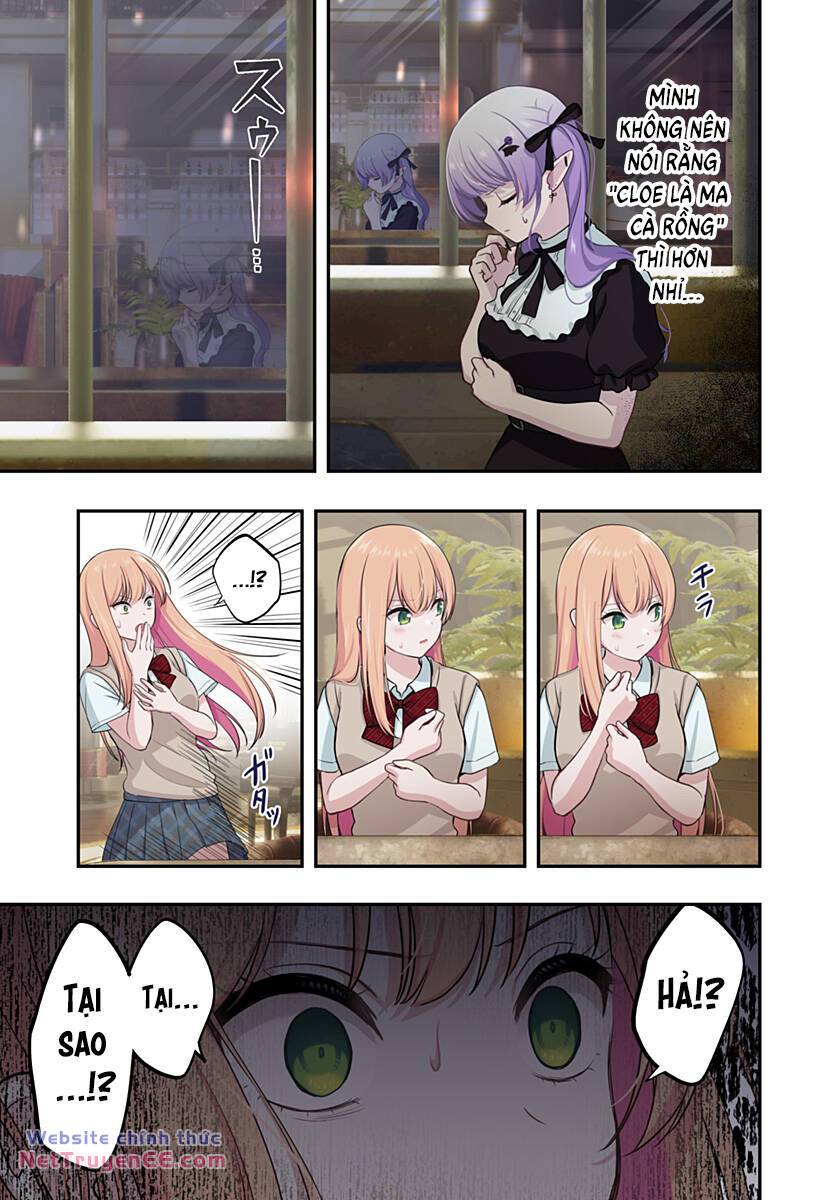 MÌNH
KHÔNG NÊN
NÓI RẰNG
"CLOE LÀ MA
CÀ RỒNG"
THÌ HƠN
NHỈ...
スゥー…
チラ
...!?
ガタッ
HẢ!?
TẠI...
TẠI
SAO
...!?
Website chính thức
NetTruyenEE.com